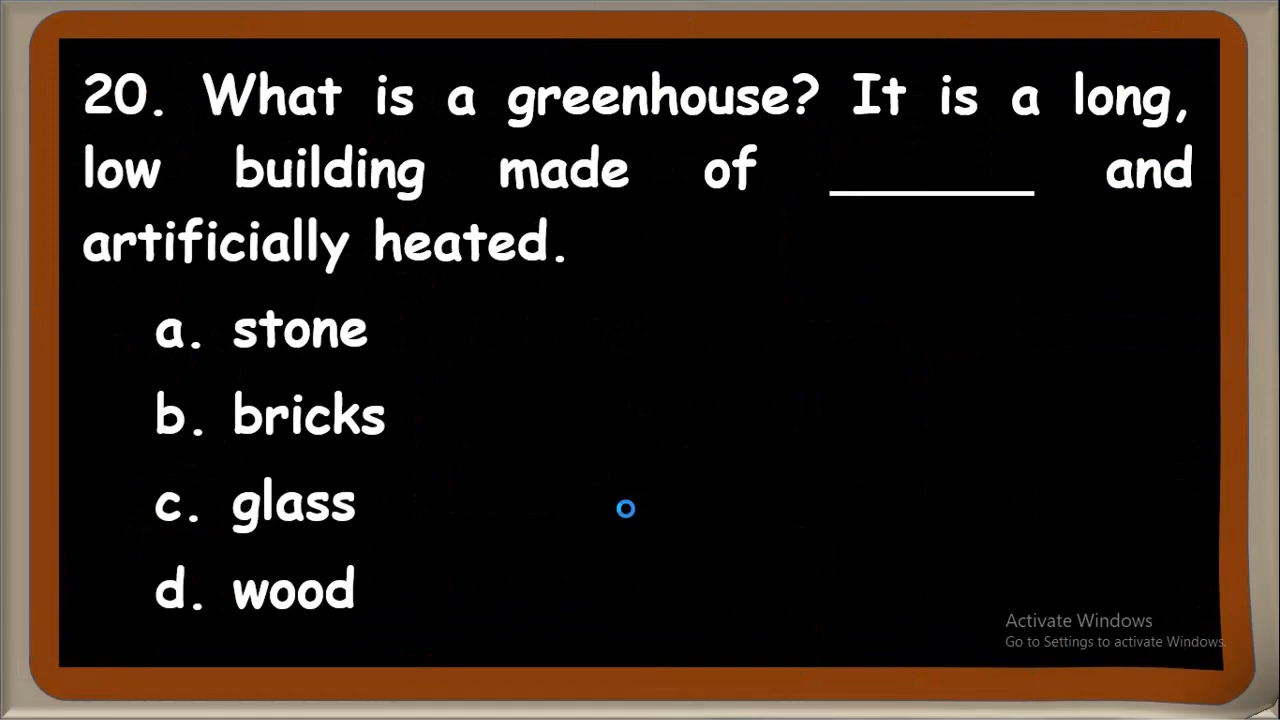 20. What is a greenhouse? It is a long,
low building made of ________ and
artificially heated.
a. stone
b. bricks
c. glass
d. wood
Activate Windows
Go to Settings to activate Windows.